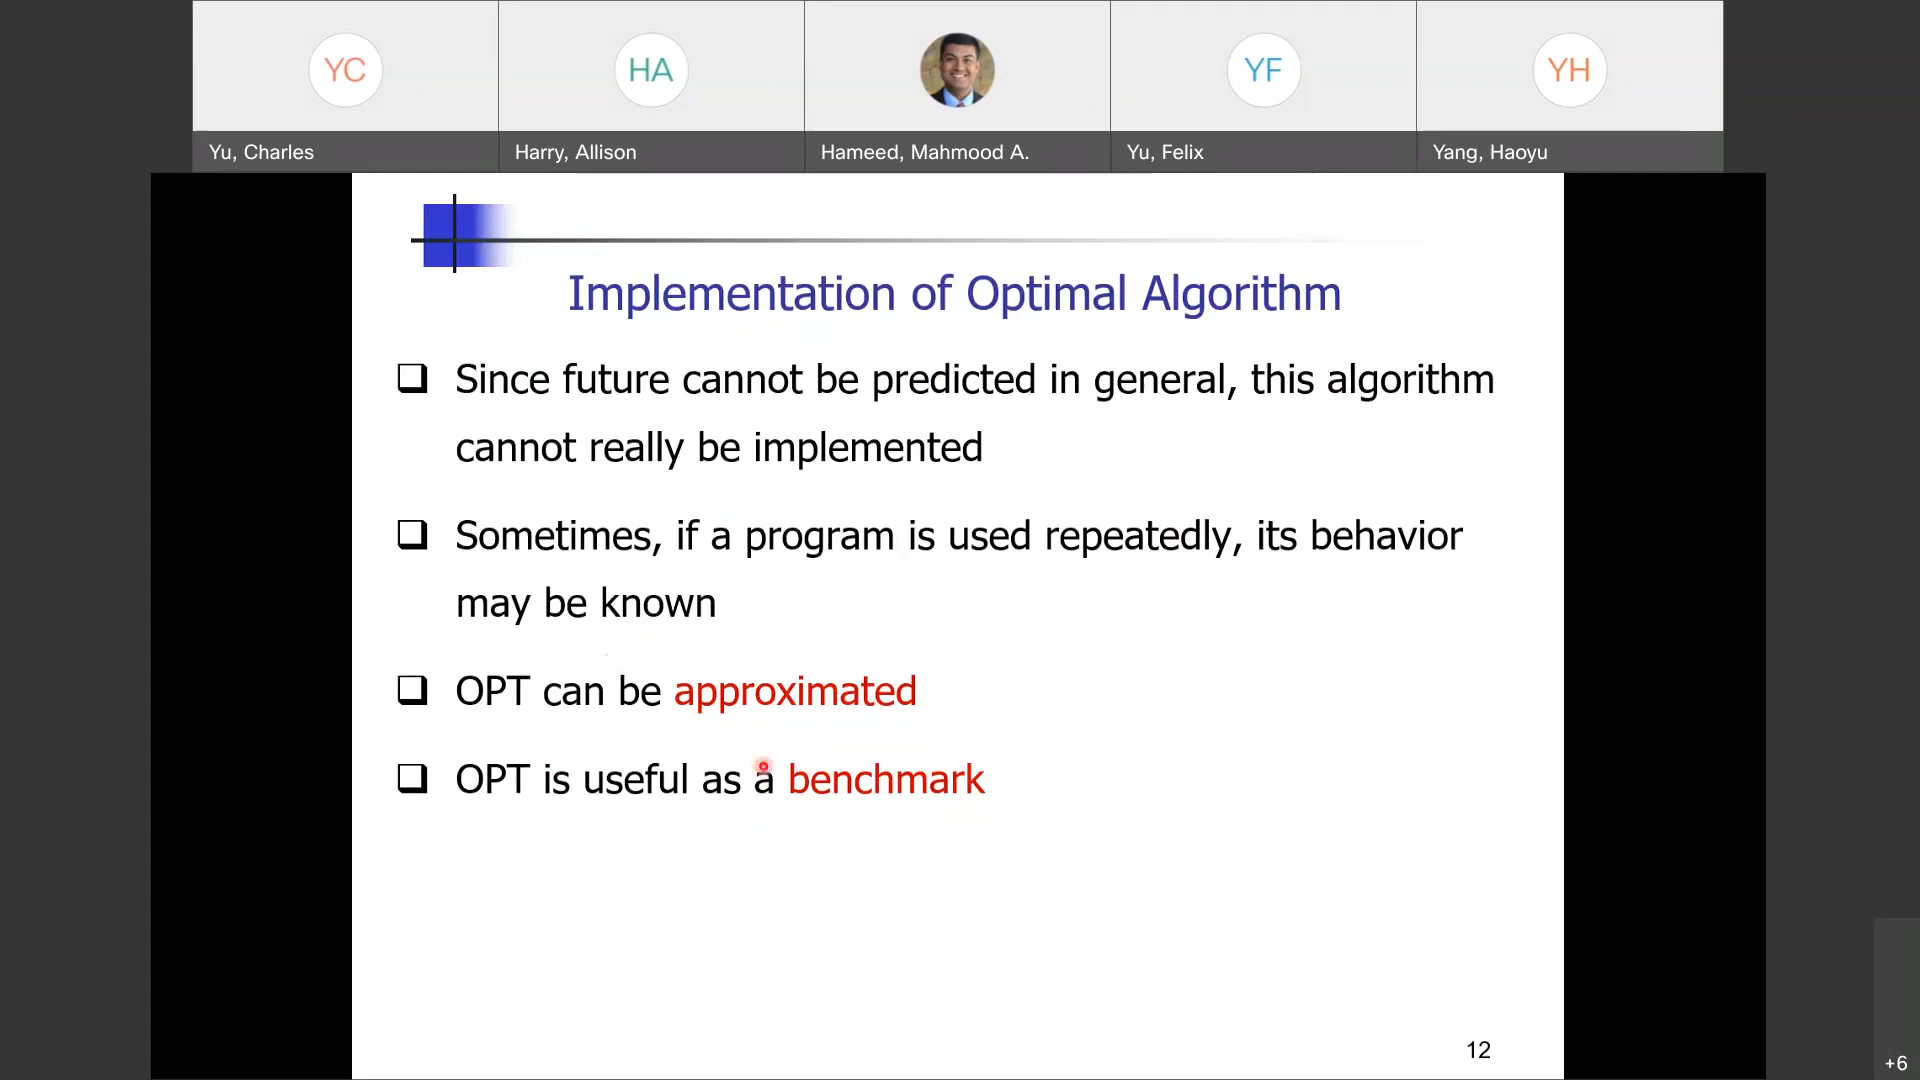 YC
HA
YF
YH
Yu, Charles
Harry, Allison
Hameed, Mahmood A.
Yu, Felix
Yang, Haoyu
Implementation of Optimal Algorithm
❑ Since future cannot be predicted in general, this algorithm
cannot really be implemented
❑ Sometimes, if a program is used repeatedly, its behavior
may be known
❑ OPT can be approximated
❑ OPT is useful as a benchmark
12
+6